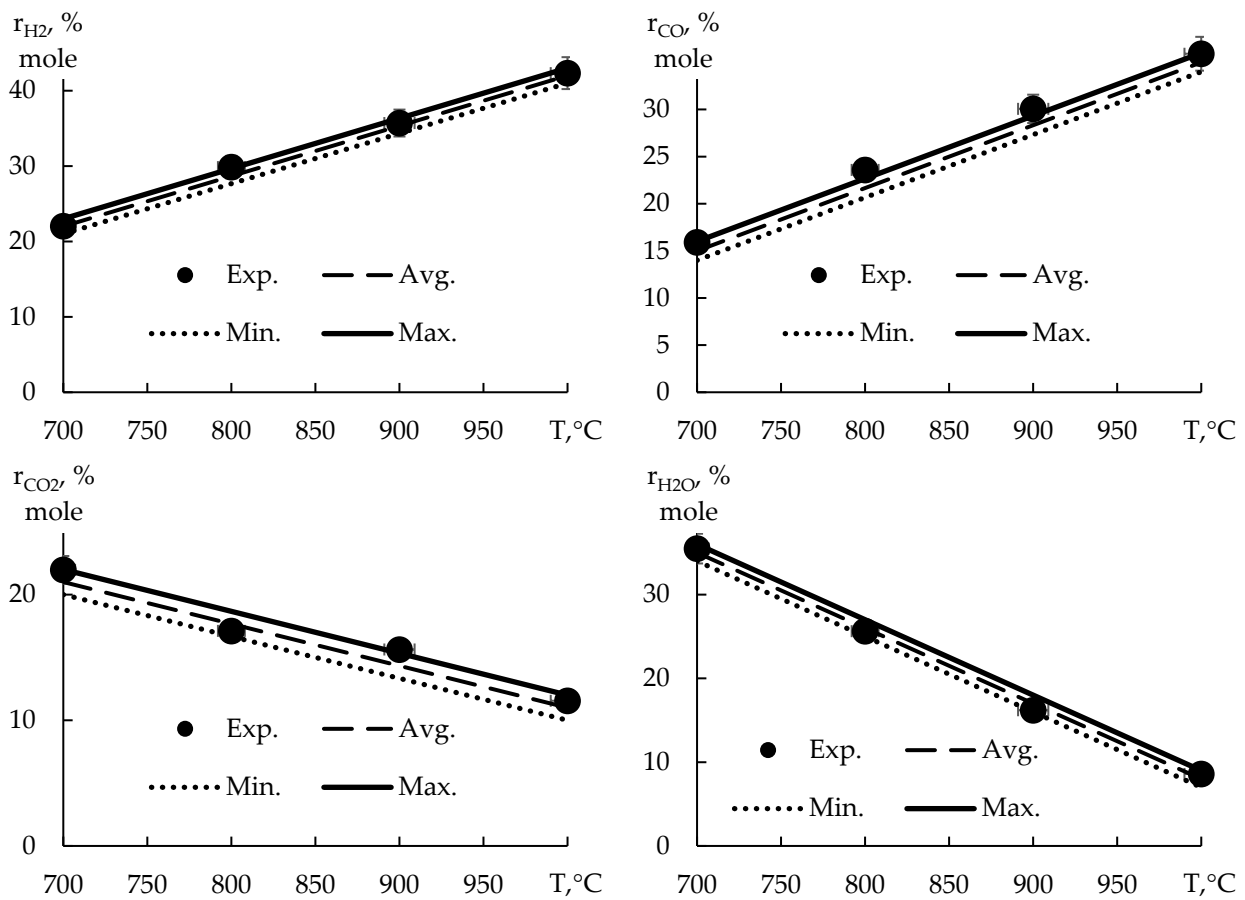 r_H2, %
mole
40
30
20
10
0
Exp. Avg.
Min. Max.
700 750 800 850 900 950 T,°C
r_CO, %
mole
30
25
20
15
10
5
0
Exp. Avg.
Min. Max.
700 750 800 850 900 950 T,°C
r_CO2, %
mole
20
10
0
Exp. Avg.
Min. Max.
700 750 800 850 900 950 T,°C
r_H2O, %
mole
30
20
10
0
Exp. Avg.
Min. Max.
700 750 800 850 900 950 T,°C